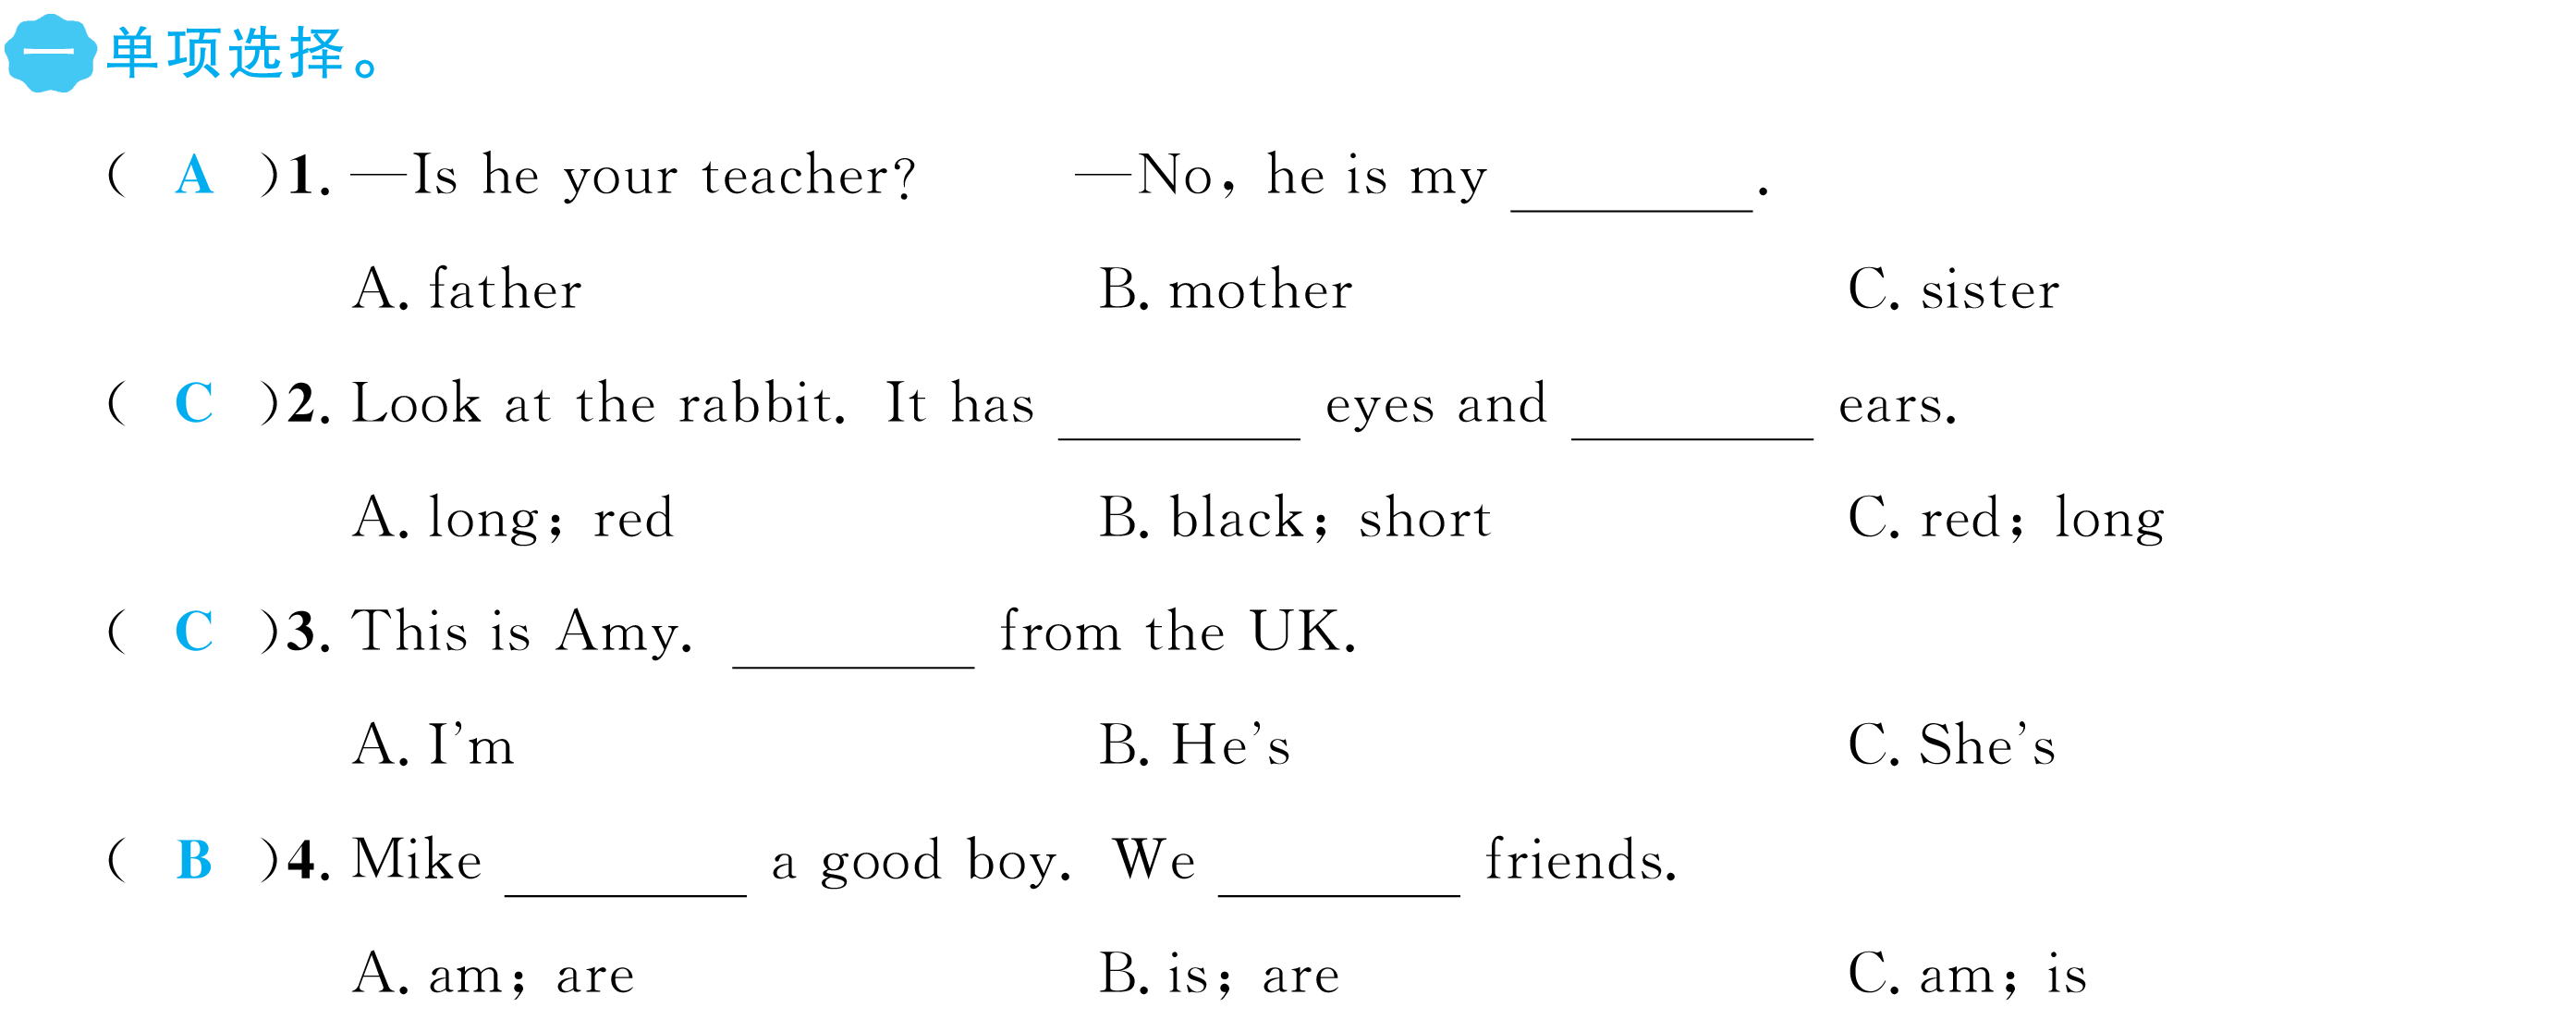 一 单项选择。
( A )1. —Is he your teacher? —No, he is my ________.
A. father B. mother C. sister
( C )2. Look at the rabbit. It has ________ eyes and ________ ears.
A. long; red B. black; short C. red; long
( C )3. This is Amy. ________ from the UK.
A. I’m B. He’s C. She’s
( B )4. Mike ________ a good boy. We ________ friends.
A. am; are B. is; are C. am; is